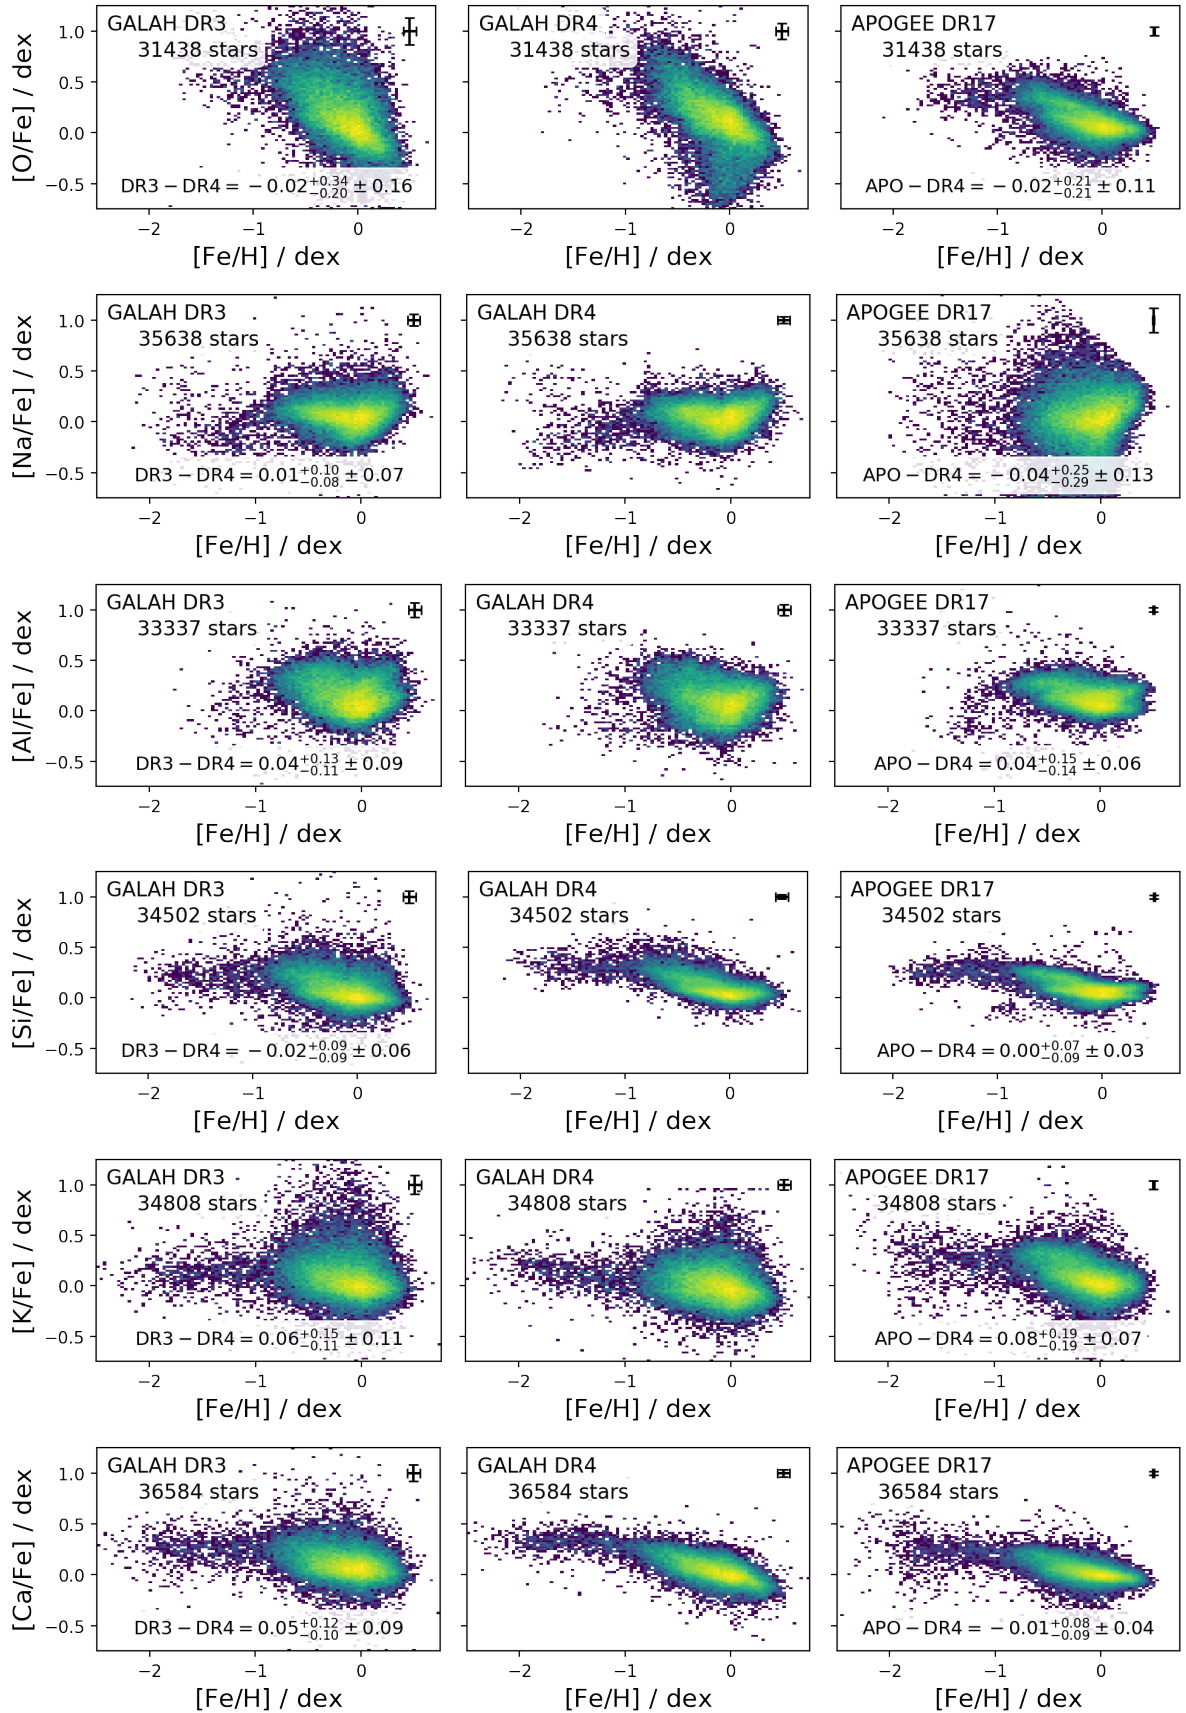 GALAH DR3
31438 stars
GALAH DR4
31438 stars
APOGEE DR17
31438 stars
[O/Fe] / dex
1.0
0.5
0.0
−0.5
DR3 − DR4 = −0.02 +0.34 −0.20 ± 0.16
APO − DR4 = −0.02 +0.21 −0.21 ± 0.11
−2 −1 0
−2 −1 0
−2 −1 0
[Fe/H] / dex
[Fe/H] / dex
[Fe/H] / dex
GALAH DR3
35638 stars
GALAH DR4
35638 stars
APOGEE DR17
35638 stars
[Na/Fe] / dex
1.0
0.5
0.0
−0.5
DR3 − DR4 = 0.01 +0.10 −0.08 ± 0.07
APO − DR4 = −0.04 +0.25 −0.29 ± 0.13
−2 −1 0
−2 −1 0
−2 −1 0
[Fe/H] / dex
[Fe/H] / dex
[Fe/H] / dex
GALAH DR3
33337 stars
GALAH DR4
33337 stars
APOGEE DR17
33337 stars
[Al/Fe] / dex
1.0
0.5
0.0
−0.5
DR3 − DR4 = 0.04 +0.13 −0.11 ± 0.09
APO − DR4 = 0.04 +0.15 −0.14 ± 0.06
−2 −1 0
−2 −1 0
−2 −1 0
[Fe/H] / dex
[Fe/H] / dex
[Fe/H] / dex
GALAH DR3
34502 stars
GALAH DR4
34502 stars
APOGEE DR17
34502 stars
[Si/Fe] / dex
1.0
0.5
0.0
−0.5
DR3 − DR4 = −0.02 +0.09 −0.09 ± 0.06
APO − DR4 = 0.00 +0.07 −0.09 ± 0.03
−2 −1 0
−2 −1 0
−2 −1 0
[Fe/H] / dex
[Fe/H] / dex
[Fe/H] / dex
GALAH DR3
34808 stars
GALAH DR4
34808 stars
APOGEE DR17
34808 stars
[K/Fe] / dex
1.0
0.5
0.0
−0.5
DR3 − DR4 = 0.06 +0.15 −0.11 ± 0.11
APO − DR4 = 0.08 +0.19 −0.19 ± 0.07
−2 −1 0
−2 −1 0
−2 −1 0
[Fe/H] / dex
[Fe/H] / dex
[Fe/H] / dex
GALAH DR3
36584 stars
GALAH DR4
36584 stars
APOGEE DR17
36584 stars
[Ca/Fe] / dex
1.0
0.5
0.0
−0.5
DR3 − DR4 = 0.05 +0.12 −0.10 ± 0.09
APO − DR4 = −0.01 +0.08 −0.09 ± 0.04
−2 −1 0
−2 −1 0
−2 −1 0
[Fe/H] / dex
[Fe/H] / dex
[Fe/H] / dex